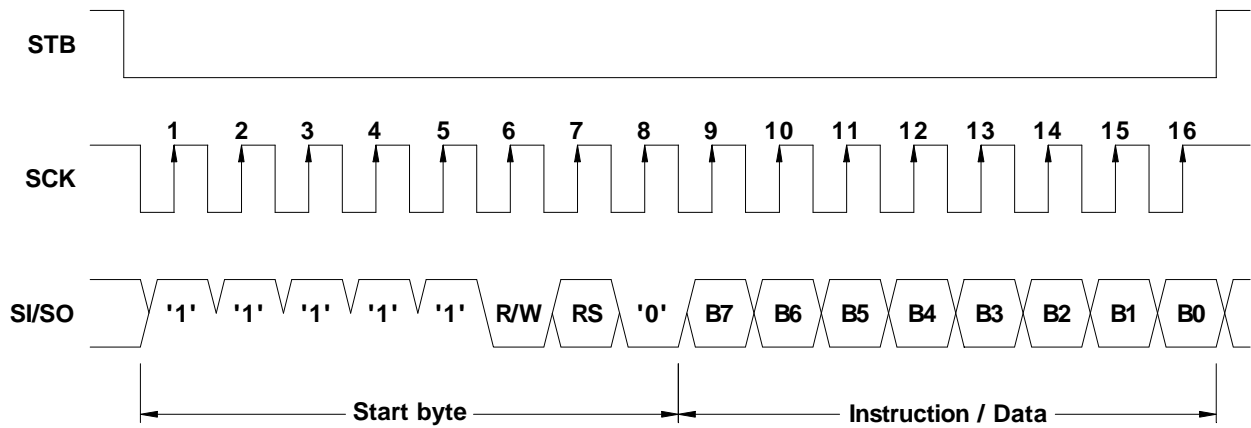 STB
1 2 3 4 5 6 7 8 9 10 11 12 13 14 15 16
SCK
SI/SO '1' '1' '1' '1' '1' R/W RS '0' B7 B6 B5 B4 B3 B2 B1 B0
Start byte Instruction / Data